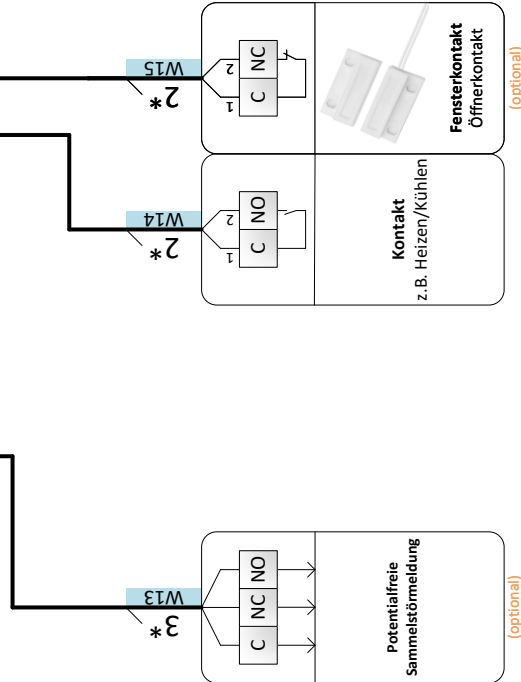 W15
2*
2
1
NC
C
Fensterkontakt
Öffnerkontakt
(optional)
W14
2*
2
1
NO
C
Kontakt
z.B. Heizen/Kühlen
W13
3*
NO
NC
C
Potentialfreie
Sammelstörmeldung
(optional)